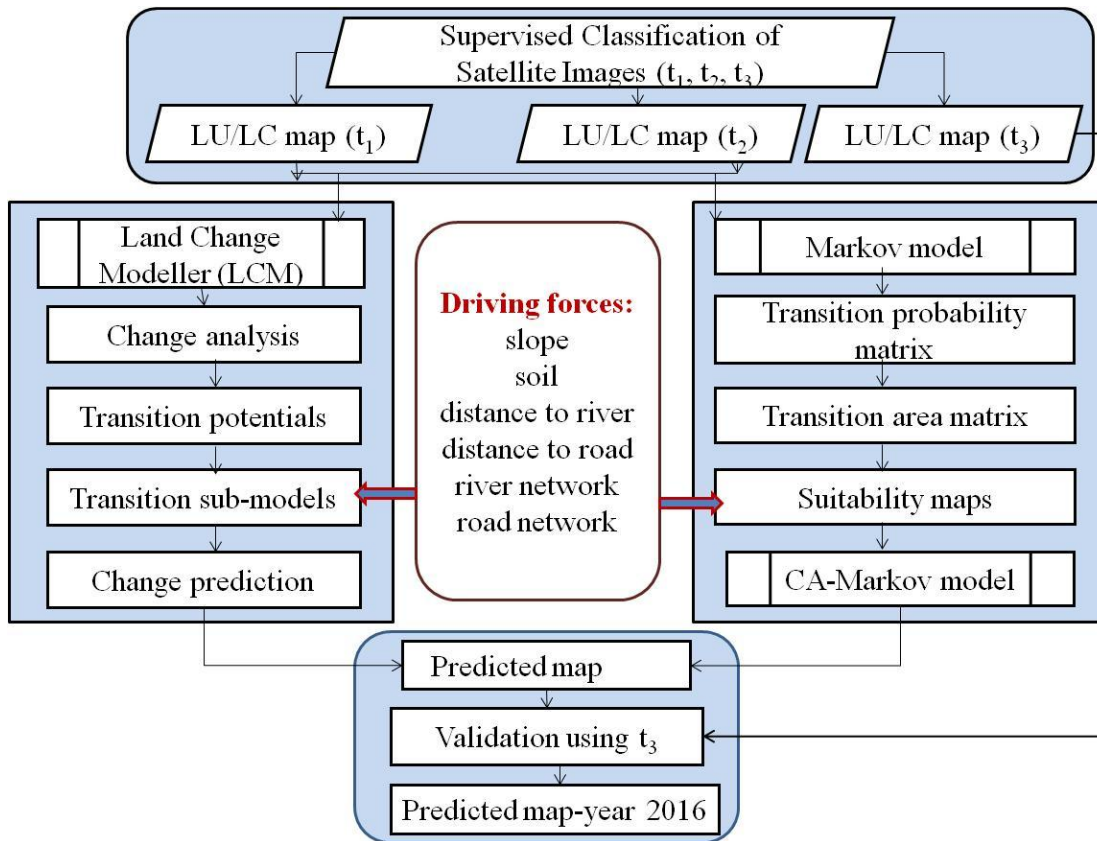 Supervised Classification of
Satellite Images (t₁, t₂, t₃)
LU/LC map (t₁)
LU/LC map (t₂)
LU/LC map (t₃)
Land Change
Modeller (LCM)
Change analysis
Transition potentials
Transition sub-models
Change prediction
Driving forces:
slope
soil
distance to river
distance to road
river network
road network
Markov model
Transition probability
matrix
Transition area matrix
Suitability maps
CA-Markov model
Predicted map
Validation using t₃
Predicted map-year 2016